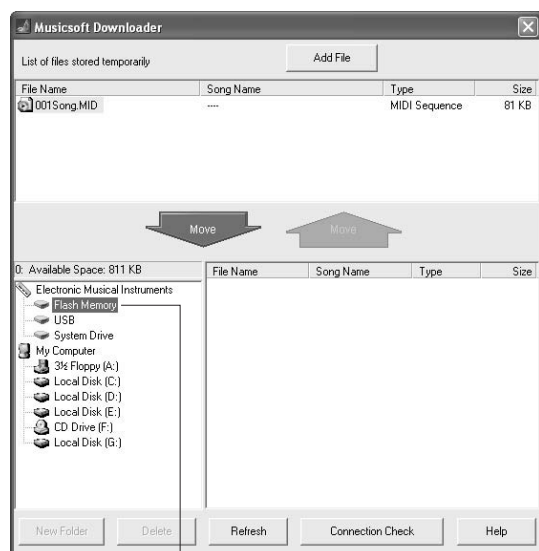 Musicsoft Downloader
List of files stored temporarily
Add File
File Name Song Name Type Size
001Song.MID ---- MIDI Sequence 81 KB
Move Move
0: Available Space: 811 KB
File Name Song Name Type Size
Electronic Musical Instruments
Flash Memory
USB
System Drive
My Computer
3½ Floppy (A:)
Local Disk (C:)
Local Disk (D:)
Local Disk (E:)
CD Drive (F:)
Local Disk (G:)
New Folder Delete Refresh Connection Check Help